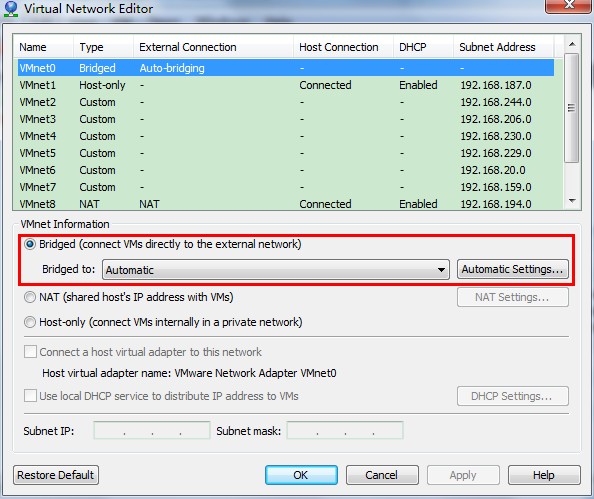 Virtual Network Editor
Name Type External Connection Host Connection DHCP Subnet Address
VMnet0 Bridged Auto-bridging - - -
VMnet1 Host-only - Connected Enabled 192.168.187.0
VMnet2 Custom - - - 192.168.244.0
VMnet3 Custom - - - 192.168.206.0
VMnet4 Custom - - - 192.168.230.0
VMnet5 Custom - - - 192.168.229.0
VMnet6 Custom - - - 192.168.20.0
VMnet7 Custom - - - 192.168.159.0
VMnet8 NAT NAT Connected Enabled 192.168.194.0
VMnet Information
Bridged (connect VMs directly to the external network)
Bridged to: Automatic Automatic Settings...
NAT (shared host's IP address with VMs) NAT Settings...
Host-only (connect VMs internally in a private network)
Connect a host virtual adapter to this network
Host virtual adapter name: VMware Network Adapter VMnet0
Use local DHCP service to distribute IP address to VMs DHCP Settings...
Subnet IP: . . . Subnet mask: . . .
Restore Default OK Cancel Apply Help